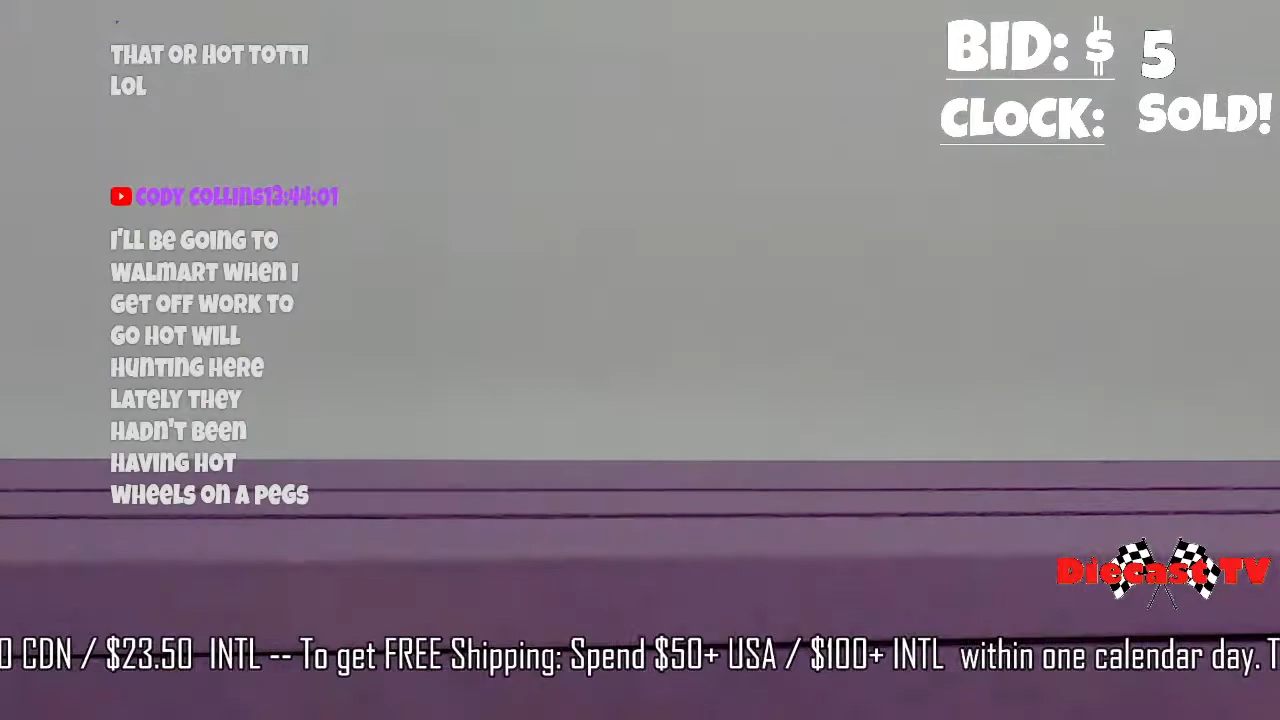 THAT OR HOT TOTTI
LOL
BID: $ 5
CLOCK: SOLD!
CODY COLLINS13:44:01
I'LL BE GOING TO
WALMART WHEN I
GET OFF WORK TO
GO HOT WILL
HUNTING HERE
LATELY THEY
HADN'T BEEN
HAVING HOT
WHEELS ON A PEGS
Diecast TV
0 CDN / $23.50 INTL -- To get FREE Shipping: Spend $50+ USA / $100+ INTL within one calendar day. T